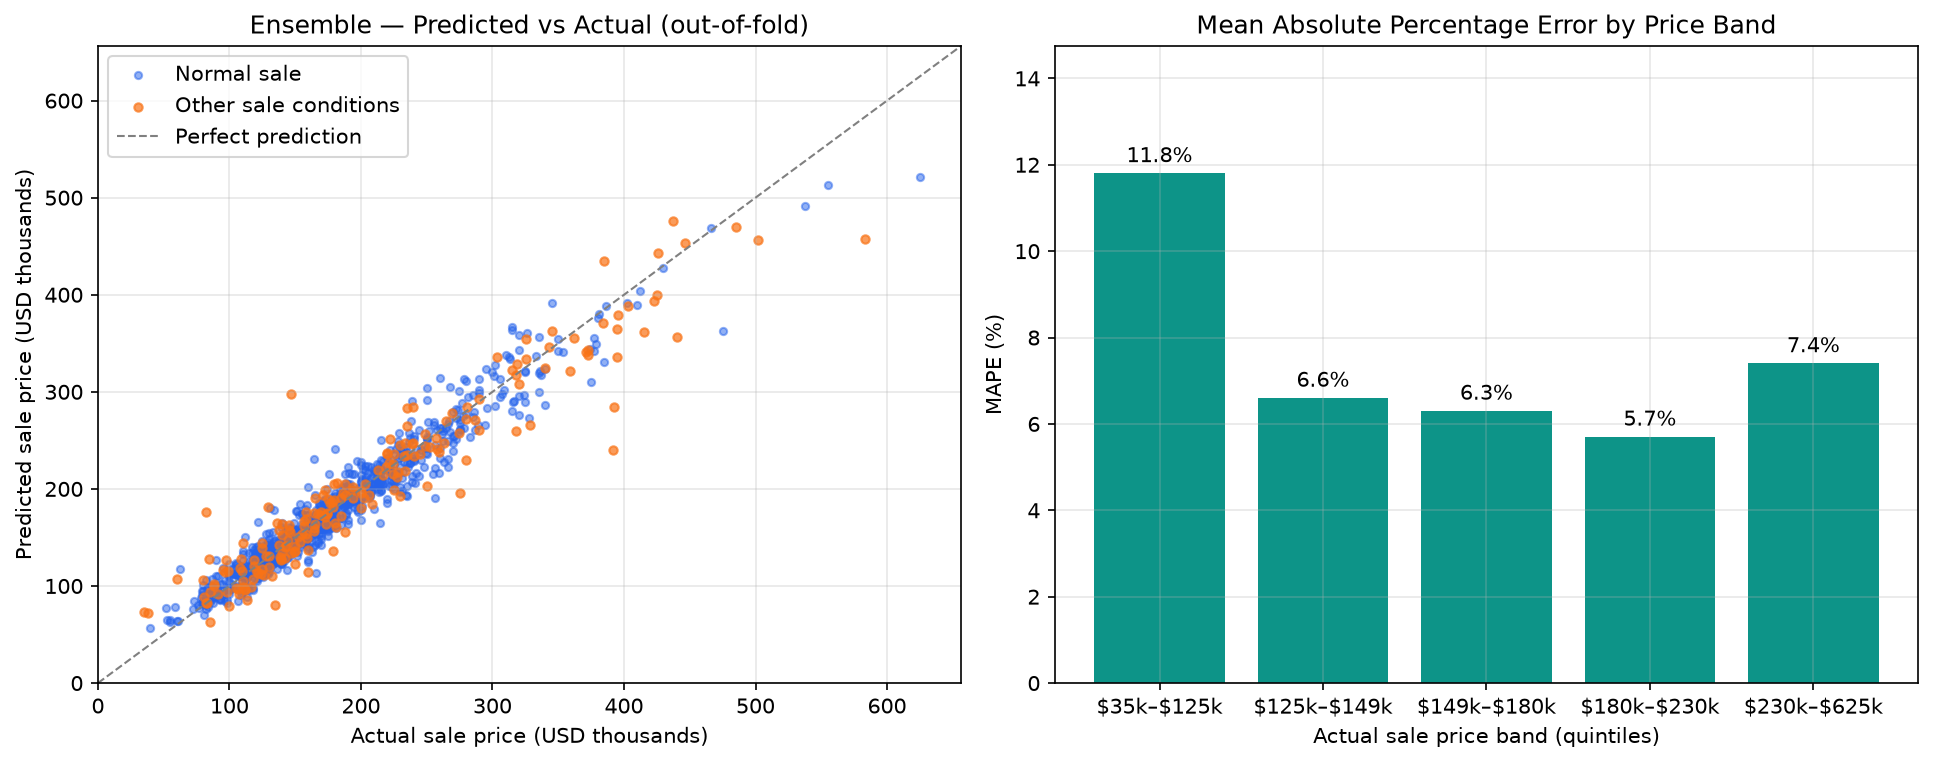 Ensemble — Predicted vs Actual (out-of-fold)
Normal sale
Other sale conditions
Perfect prediction
Predicted sale price (USD thousands)
600
500
400
300
200
100
0
0 100 200 300 400 500 600
Actual sale price (USD thousands)
Mean Absolute Percentage Error by Price Band
MAPE (%)
14
12
10
8
6
4
2
0
11.8%
6.6%
6.3%
5.7%
7.4%
$35k–$125k $125k–$149k $149k–$180k $180k–$230k $230k–$625k
Actual sale price band (quintiles)